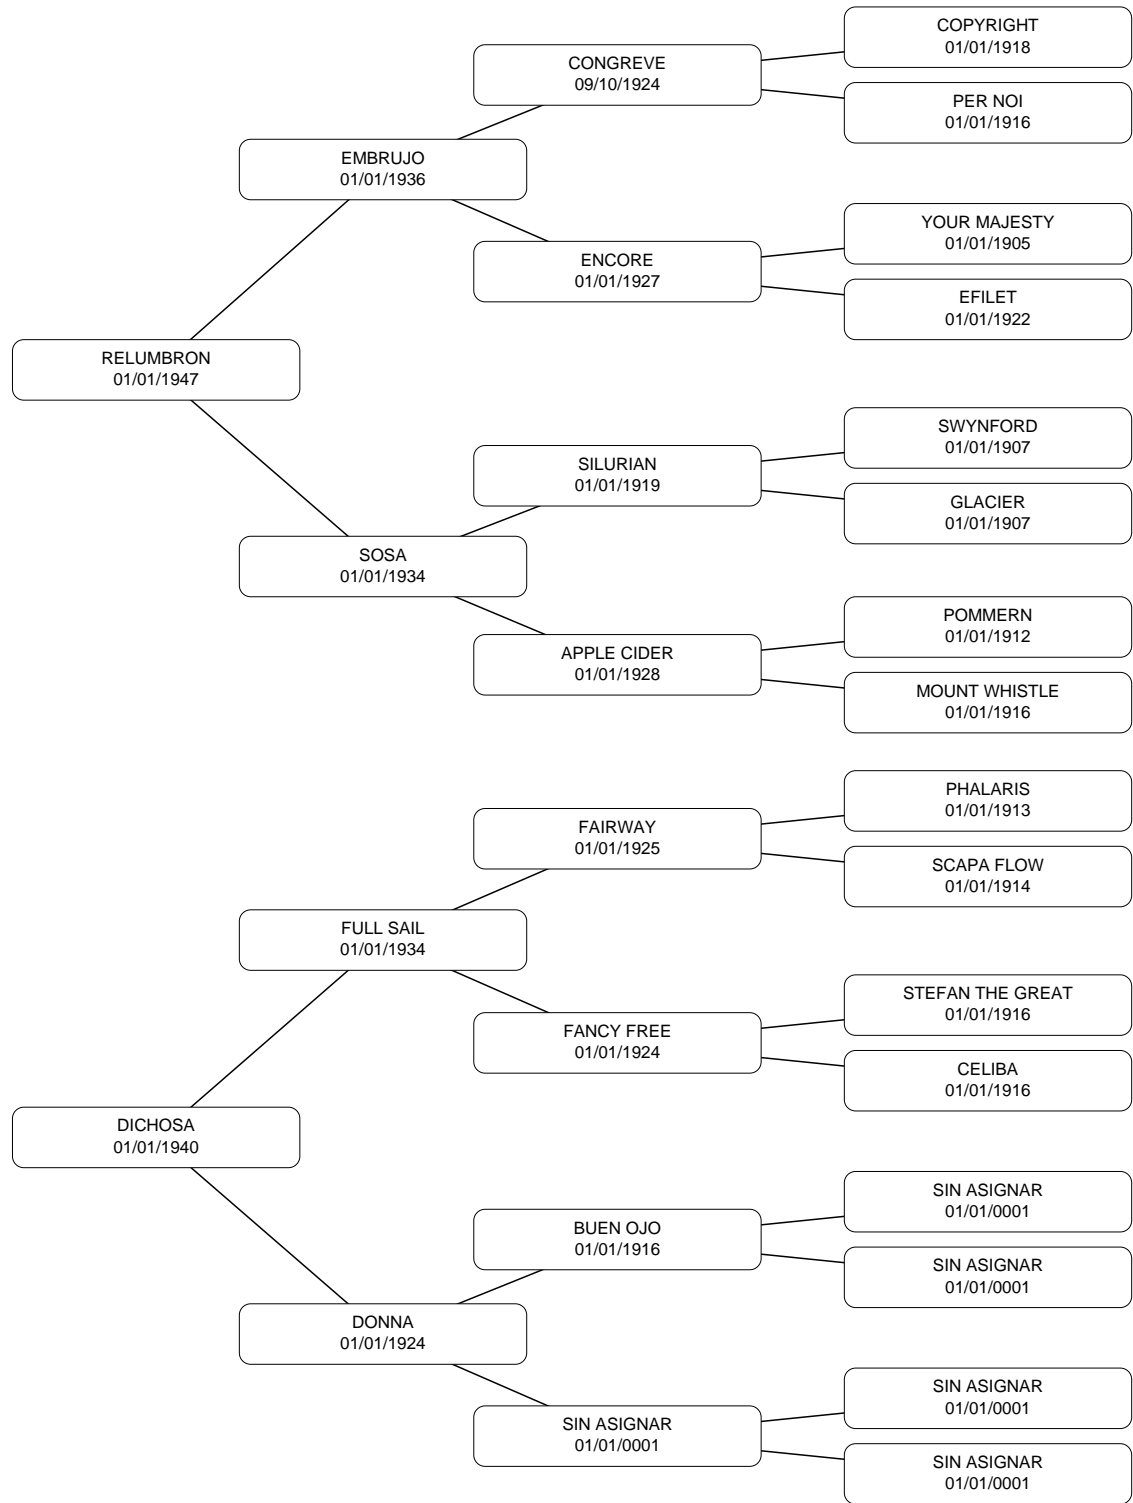 COPYRIGHT
01/01/1918
CONGREVE
09/10/1924
PER NOI
01/01/1916
EMBRUJO
01/01/1936
YOUR MAJESTY
01/01/1905
ENCORE
01/01/1927
EFILET
01/01/1922
RELUMBRON
01/01/1947
SWYNFORD
01/01/1907
SILURIAN
01/01/1919
GLACIER
01/01/1907
SOSA
01/01/1934
POMMERN
01/01/1912
APPLE CIDER
01/01/1928
MOUNT WHISTLE
01/01/1916
PHALARIS
01/01/1913
FAIRWAY
01/01/1925
SCAPA FLOW
01/01/1914
FULL SAIL
01/01/1934
STEFAN THE GREAT
01/01/1916
FANCY FREE
01/01/1924
CELIBA
01/01/1916
DICHOSA
01/01/1940
SIN ASIGNAR
01/01/0001
BUEN OJO
01/01/1916
SIN ASIGNAR
01/01/0001
DONNA
01/01/1924
SIN ASIGNAR
01/01/0001
SIN ASIGNAR
01/01/0001
SIN ASIGNAR
01/01/0001